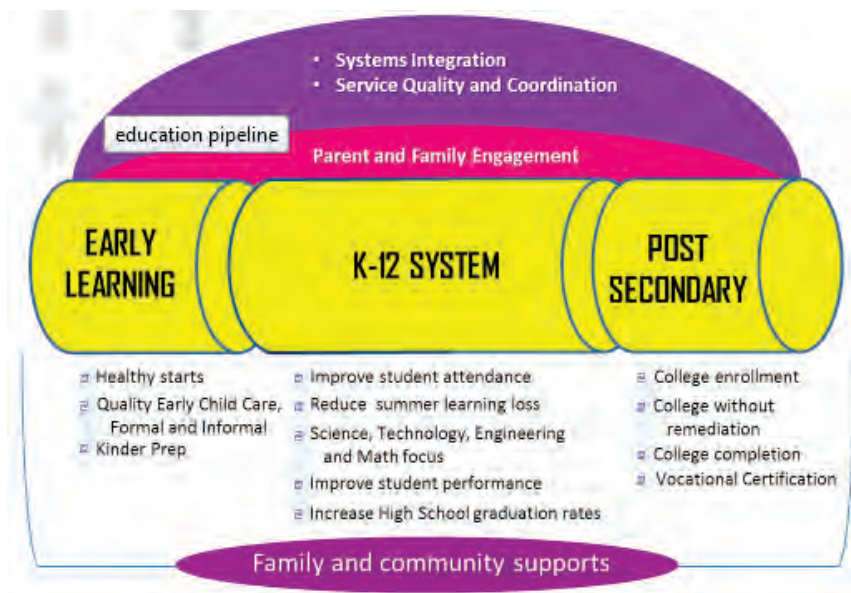 • Systems Integration
• Service Quality and Coordination
education pipeline
Parent and Family Engagement
EARLY
LEARNING
K-12 SYSTEM
POST
SECONDARY
Healthy starts
Quality Early Child Care,
Formal and Informal
Kinder Prep
Improve student attendance
Reduce summer learning loss
Science, Technology, Engineering
and Math focus
Improve student performance
Increase High School graduation rates
College enrollment
College without
remediation
College completion
Vocational Certification
Family and community supports